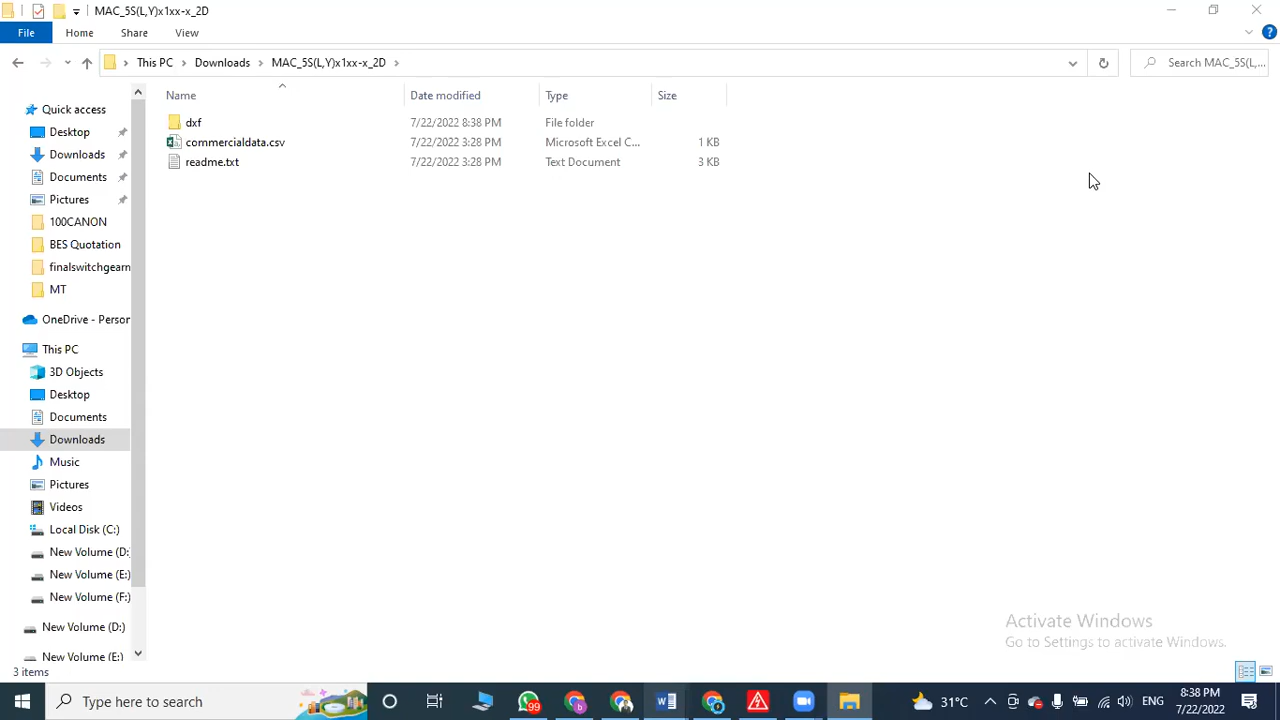 MAC_5S(L,Y)x1xx-x_2D
File Home Share View
This PC Downloads MAC_5S(L,Y)x1xx-x_2D
Search MAC_5S(L,...
Name Date modified Type Size
dxf 7/22/2022 8:38 PM File folder
commercialdata.csv 7/22/2022 3:28 PM Microsoft Excel C... 1 KB
readme.txt 7/22/2022 3:28 PM Text Document 3 KB
Quick access
Desktop
Downloads
Documents
Pictures
100CANON
BES Quotation
finalswitchgearn
MT
OneDrive - Person
This PC
3D Objects
Desktop
Documents
Downloads
Music
Pictures
Videos
Local Disk (C:)
New Volume (D:
New Volume (E:)
New Volume (F:)
New Volume (D:)
New Volume (E:)
3 items
Activate Windows
Go to Settings to activate Windows.
Type here to search
99
b
31°C
ENG
8:38 PM
7/22/2022